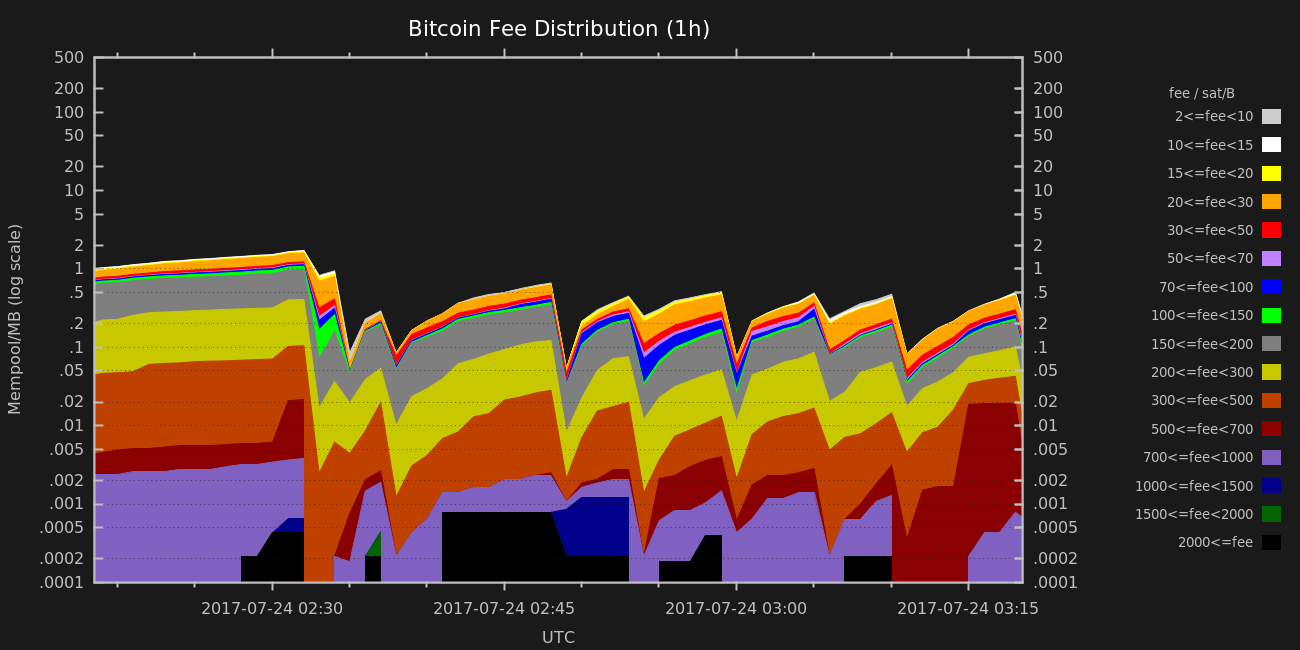 Bitcoin Fee Distribution (1h)
Mempool/MB (log scale)
500
200
100
50
20
10
5
2
1
.5
.2
.1
.05
.02
.01
.005
.002
.001
.0005
.0002
.0001
500
200
100
50
20
10
5
2
1
.5
.2
.1
.05
.02
.01
.005
.002
.001
.0005
.0002
.0001
2017-07-24 02:30
2017-07-24 02:45
2017-07-24 03:00
2017-07-24 03:15
UTC
fee / sat/B
2<=fee<10
10<=fee<15
15<=fee<20
20<=fee<30
30<=fee<50
50<=fee<70
70<=fee<100
100<=fee<150
150<=fee<200
200<=fee<300
300<=fee<500
500<=fee<700
700<=fee<1000
1000<=fee<1500
1500<=fee<2000
2000<=fee